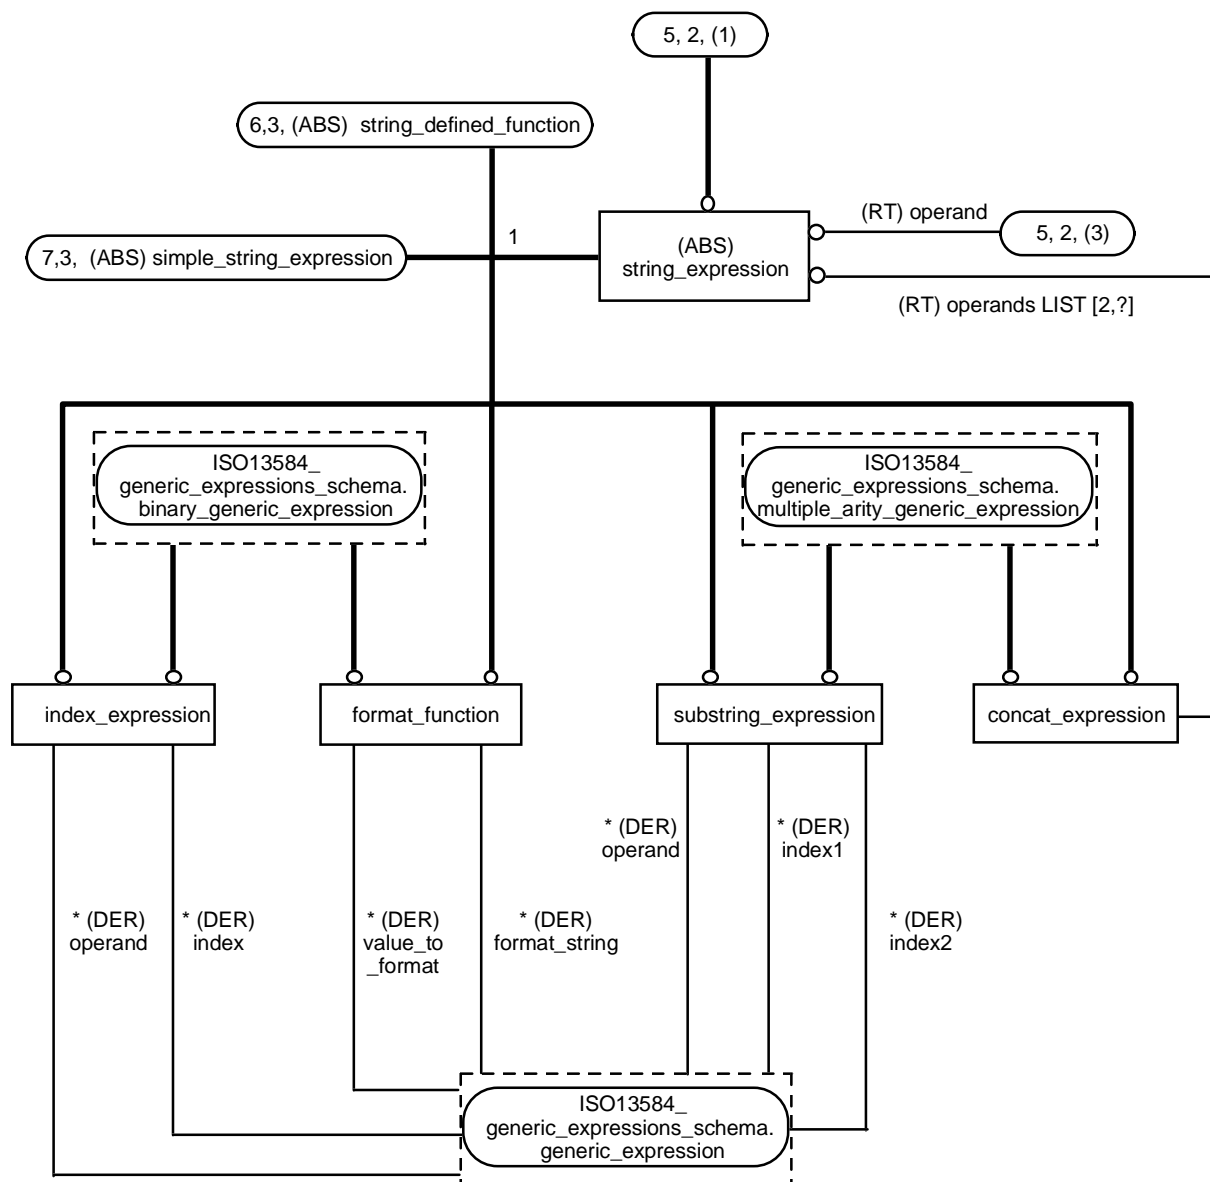 5, 2, (1)
6,3, (ABS) string_defined_function
(RT) operand
1
5, 2, (3)
(ABS)
string_expression
7,3, (ABS) simple_string_expression
(RT) operands LIST [2,?]
ISO13584_
generic_expressions_schema.
binary_generic_expression
ISO13584_
generic_expressions_schema.
multiple_arity_generic_expression
index_expression
format_function
substring_expression
concat_expression
* (DER)
operand
* (DER)
index1
* (DER)
operand
* (DER)
index
* (DER)
value_to
_format
* (DER)
format_string
* (DER)
index2
ISO13584_
generic_expressions_schema.
generic_expression